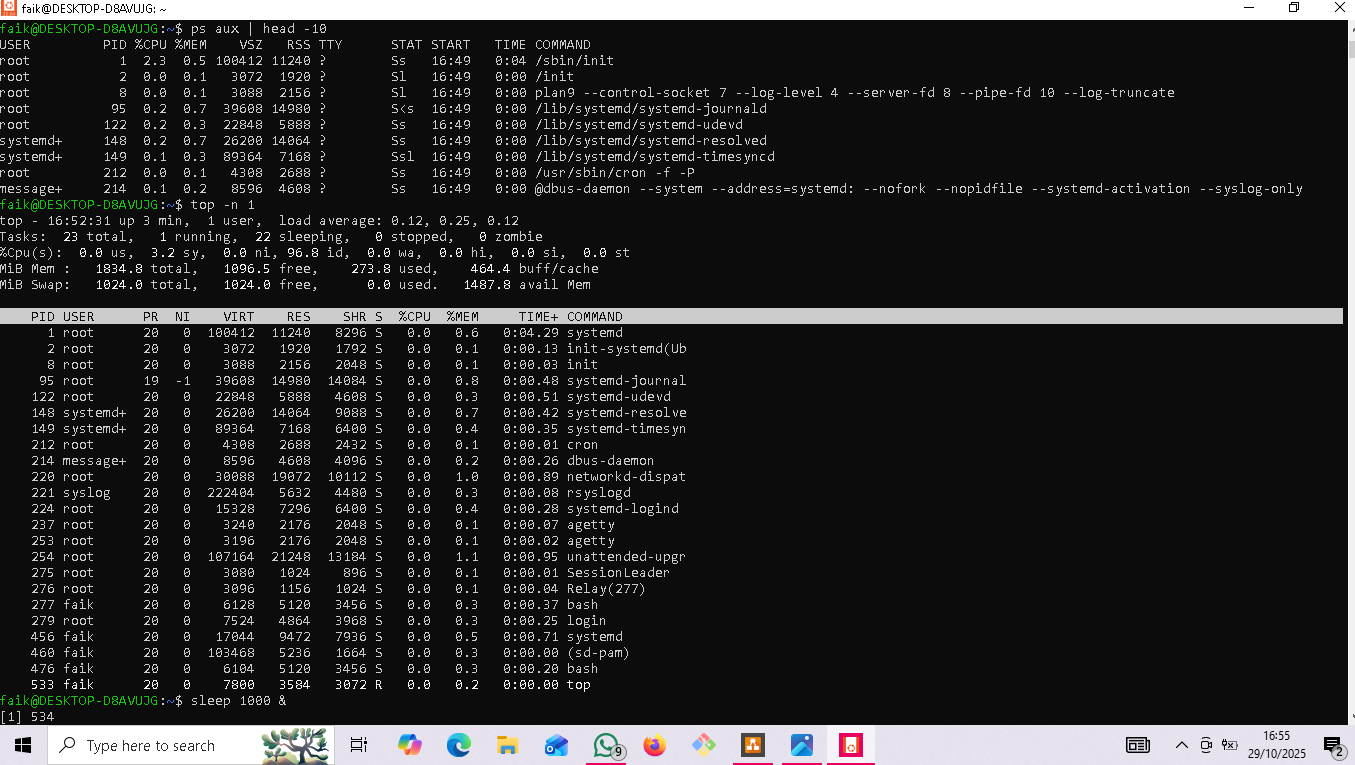 faik@DESKTOP-D8AVUJG: ~
faik@DESKTOP-D8AVUJG:~$ ps aux | head -10
USER         PID %CPU %MEM    VSZ   RSS TTY      STAT START   TIME COMMAND
root           1  2.3  0.5 100412 11240 ?        Ss   16:49   0:04 /sbin/init
root           2  0.0  0.1   3072  1920 ?        Sl   16:49   0:00 /init
root           8  0.0  0.1   3088  2156 ?        Sl   16:49   0:00 plan9 --control-socket 7 --log-level 4 --server-fd 8 --pipe-fd 10 --log-truncate
root          95  0.2  0.7  39608 14980 ?        S<s  16:49   0:00 /lib/systemd/systemd-journald
root         122  0.2  0.3  22848  5888 ?        Ss   16:49   0:00 /lib/systemd/systemd-udevd
systemd+     148  0.2  0.7  26200 14064 ?        Ss   16:49   0:00 /lib/systemd/systemd-resolved
systemd+     149  0.1  0.3  89364  7168 ?        Ssl  16:49   0:00 /lib/systemd/systemd-timesyncd
root         212  0.0  0.1   4308  2688 ?        Ss   16:49   0:00 /usr/sbin/cron -f -P
message+     214  0.1  0.2   8596  4608 ?        Ss   16:49   0:00 @dbus-daemon --system --address=systemd: --nofork --nopidfile --systemd-activation --syslog-only
faik@DESKTOP-D8AVUJG:~$ top -n 1
top - 16:52:31 up 3 min,  1 user,  load average: 0.12, 0.25, 0.12
Tasks:  23 total,   1 running,  22 sleeping,   0 stopped,   0 zombie
%Cpu(s):  0.0 us,  3.2 sy,  0.0 ni, 96.8 id,  0.0 wa,  0.0 hi,  0.0 si,  0.0 st
MiB Mem :   1834.8 total,   1096.5 free,    273.8 used,    464.4 buff/cache
MiB Swap:   1024.0 total,   1024.0 free,      0.0 used.   1487.8 avail Mem
PID USER      PR  NI    VIRT    RES    SHR S  %CPU  %MEM     TIME+ COMMAND
1 root      20   0  100412  11240   8296 S   0.0   0.6   0:04.29 systemd
2 root      20   0    3072   1920   1792 S   0.0   0.1   0:00.13 init-systemd(Ub
8 root      20   0    3088   2156   2048 S   0.0   0.1   0:00.03 init
95 root      19  -1   39608  14980  14084 S   0.0   0.8   0:00.48 systemd-journal
122 root      20   0   22848   5888   4608 S   0.0   0.3   0:00.51 systemd-udevd
148 systemd+  20   0   26200  14064   9088 S   0.0   0.7   0:00.42 systemd-resolve
149 systemd+  20   0   89364   7168   6400 S   0.0   0.4   0:00.35 systemd-timesyn
212 root      20   0    4308   2688   2432 S   0.0   0.1   0:00.01 cron
214 message+  20   0    8596   4608   4096 S   0.0   0.2   0:00.26 dbus-daemon
220 root      20   0   30088  19072  10112 S   0.0   1.0   0:00.89 networkd-dispat
221 syslog    20   0  222404   5632   4480 S   0.0   0.3   0:00.08 rsyslogd
224 root      20   0   15328   7296   6400 S   0.0   0.4   0:00.28 systemd-logind
237 root      20   0    3240   2176   2048 S   0.0   0.1   0:00.07 agetty
253 root      20   0    3196   2176   2048 S   0.0   0.1   0:00.02 agetty
254 root      20   0  107164  21248  13184 S   0.0   1.1   0:00.95 unattended-upgr
275 root      20   0    3080   1024    896 S   0.0   0.1   0:00.01 SessionLeader
276 root      20   0    3096   1156   1024 S   0.0   0.1   0:00.04 Relay(277)
277 faik      20   0    6128   5120   3456 S   0.0   0.3   0:00.37 bash
279 root      20   0    7524   4864   3968 S   0.0   0.3   0:00.25 login
456 faik      20   0   17044   9472   7936 S   0.0   0.5   0:00.71 systemd
460 faik      20   0  103468   5236   1664 S   0.0   0.3   0:00.00 (sd-pam)
476 faik      20   0    6104   5120   3456 S   0.0   0.3   0:00.20 bash
533 faik      20   0    7800   3584   3072 R   0.0   0.2   0:00.00 top
faik@DESKTOP-D8AVUJG:~$ sleep 1000 &
[1] 534
Type here to search
9
16:55
29/10/2025
2